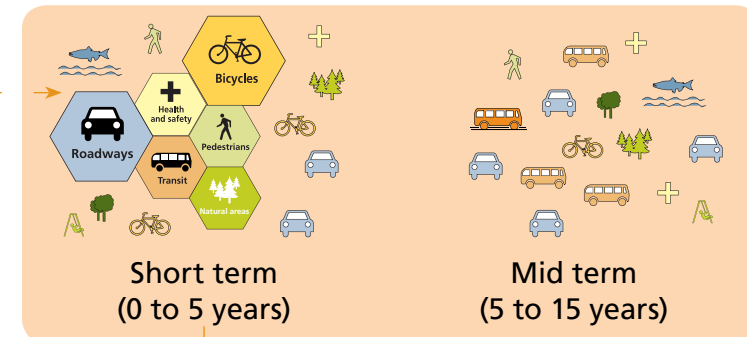 Bicycles
Health
and safety
Roadways
Pedestrians
Transit
Natural areas
Short term
(0 to 5 years)
Mid term
(5 to 15 years)